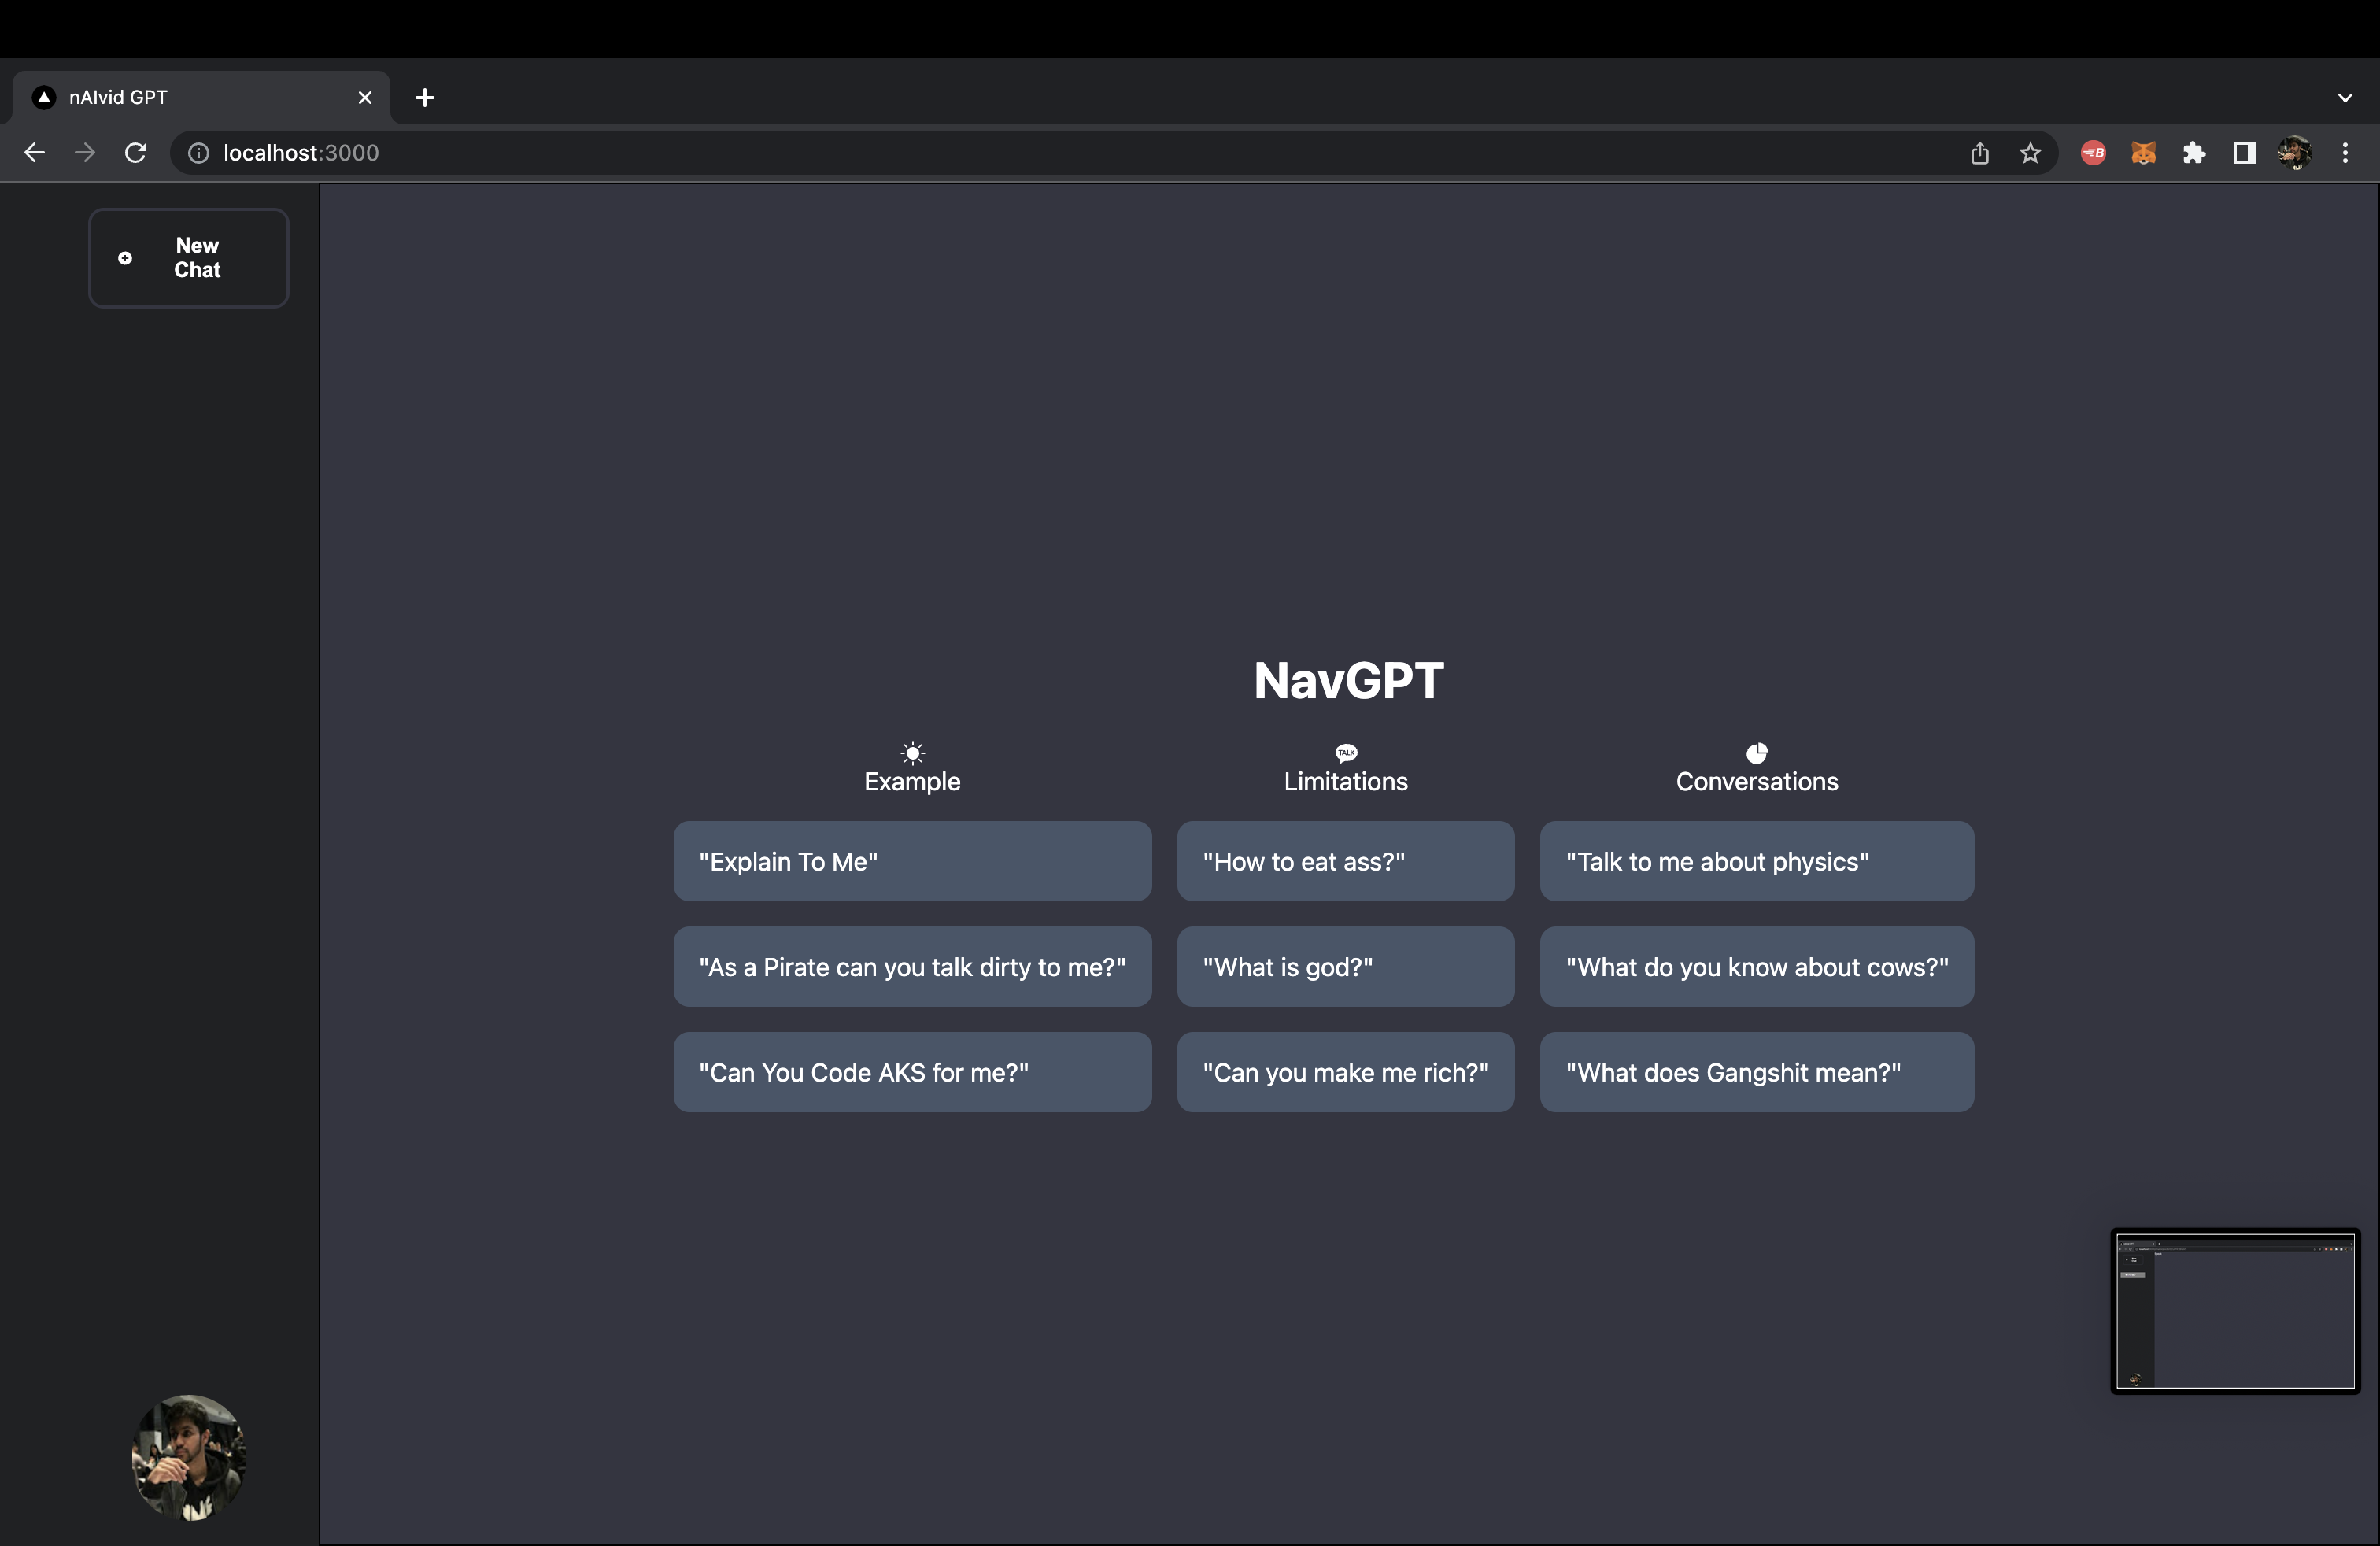 nAIvid GPT
localhost:3000
B
New
Chat
NavGPT
TALK
Example
Limitations
Conversations
"Explain To Me"
"How to eat ass?"
"Talk to me about physics"
"As a Pirate can you talk dirty to me?"
"What is god?"
"What do you know about cows?"
"Can You Code AKS for me?"
"Can you make me rich?"
"What does Gangshit mean?"